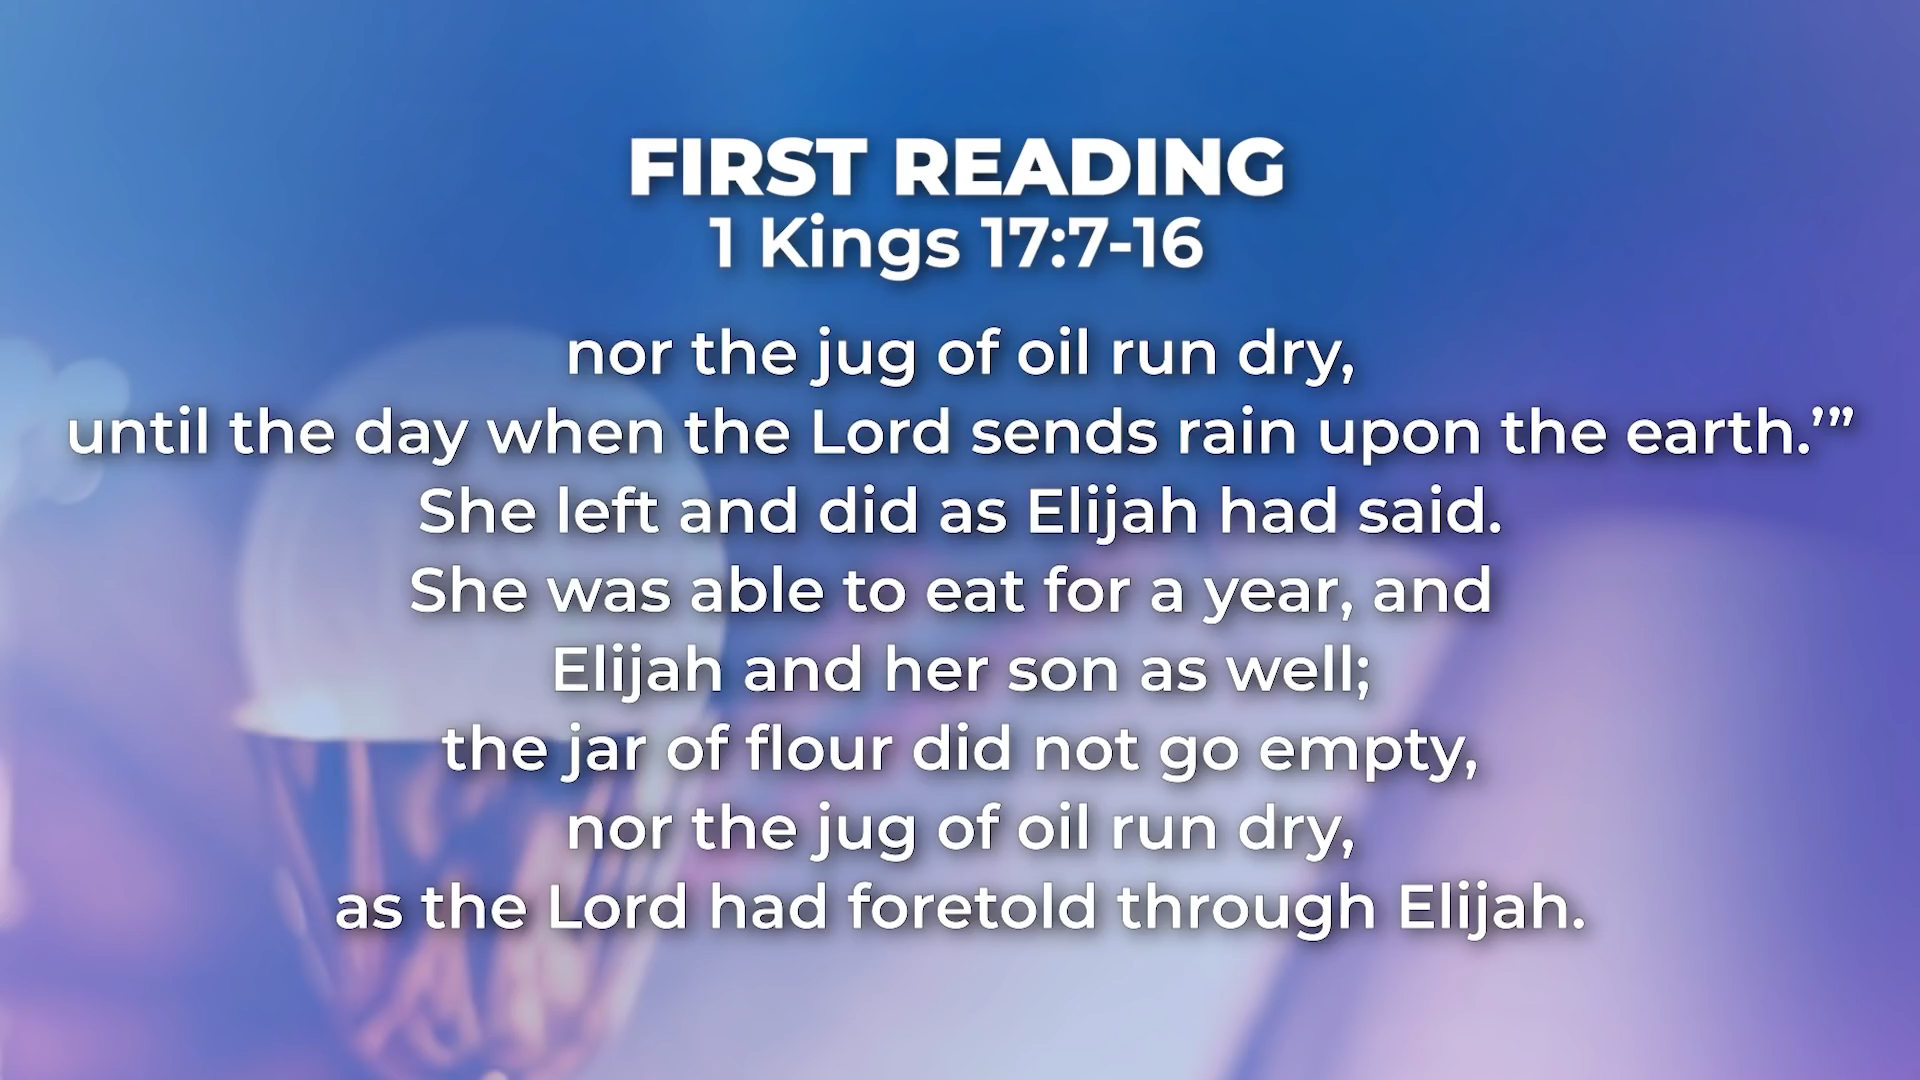 FIRST READING
1 Kings 17:7-16
nor the jug of oil run dry,
until the day when the Lord sends rain upon the earth.’”
She left and did as Elijah had said.
She was able to eat for a year, and
Elijah and her son as well;
the jar of flour did not go empty,
nor the jug of oil run dry,
as the Lord had foretold through Elijah.